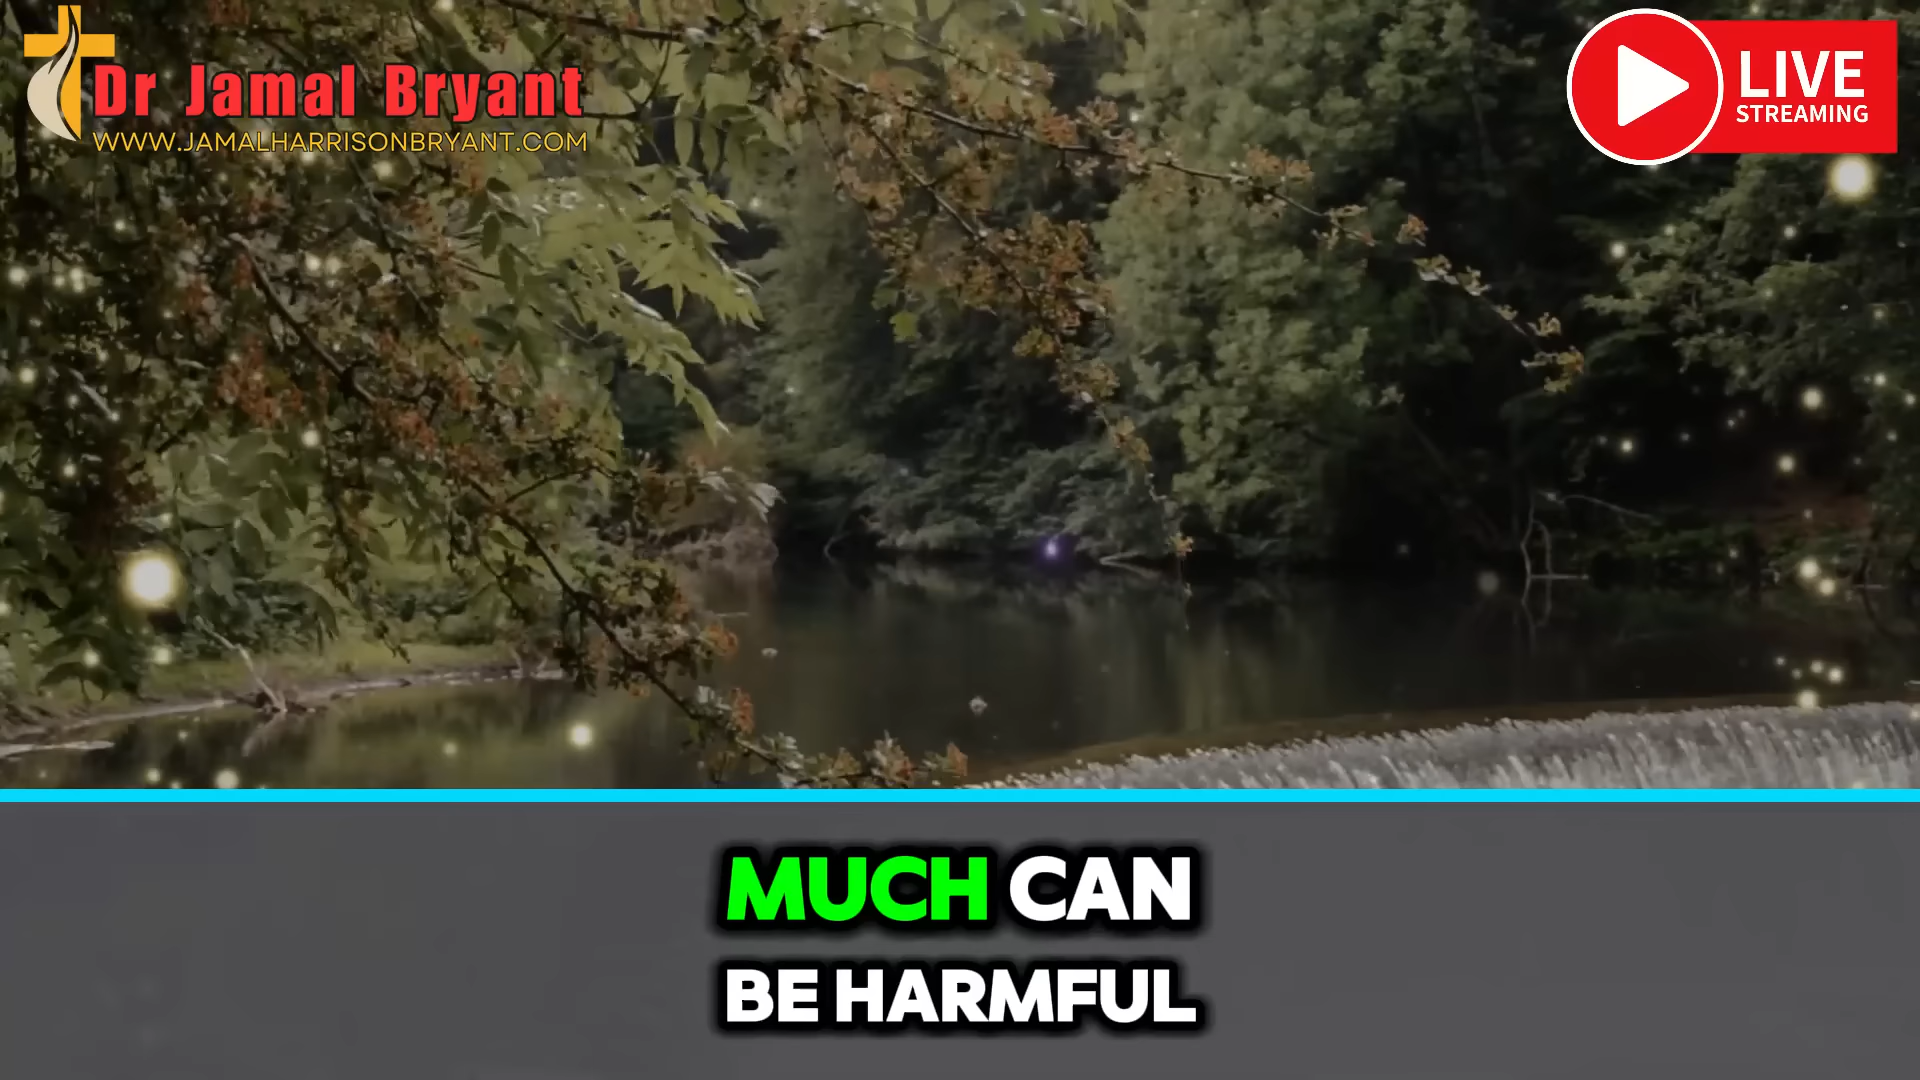 Dr Jamal Bryant
WWW.JAMALHARRISONBRYANT.COM
LIVE
STREAMING
MUCH CAN
BE HARMFUL